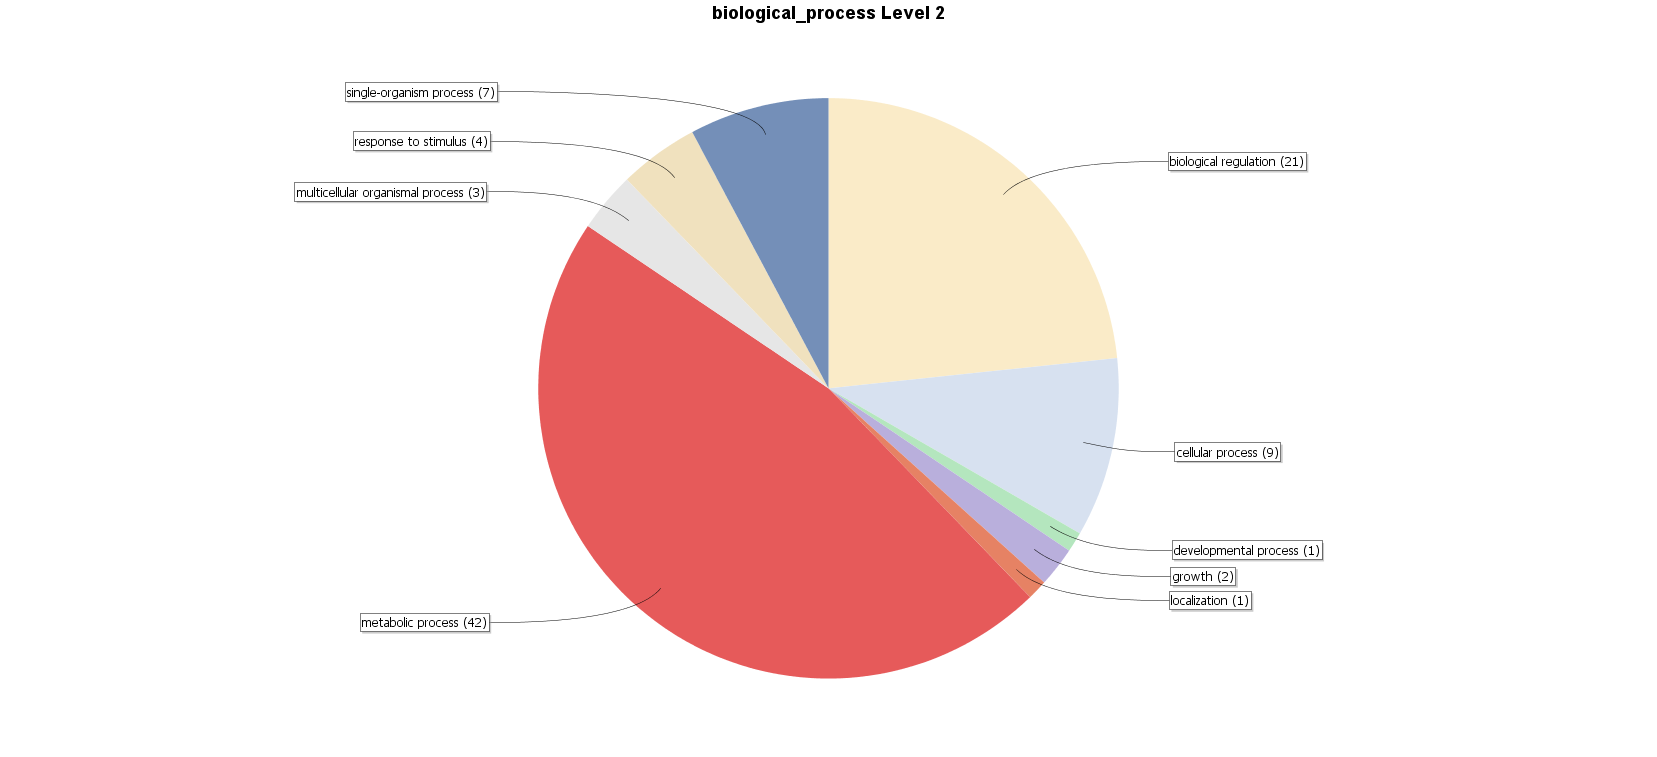 biological_process Level 2
single-organism process (7)
response to stimulus (4)
biological regulation (21)
multicellular organismal process (3)
cellular process (9)
developmental process (1)
growth (2)
localization (1)
metabolic process (42)